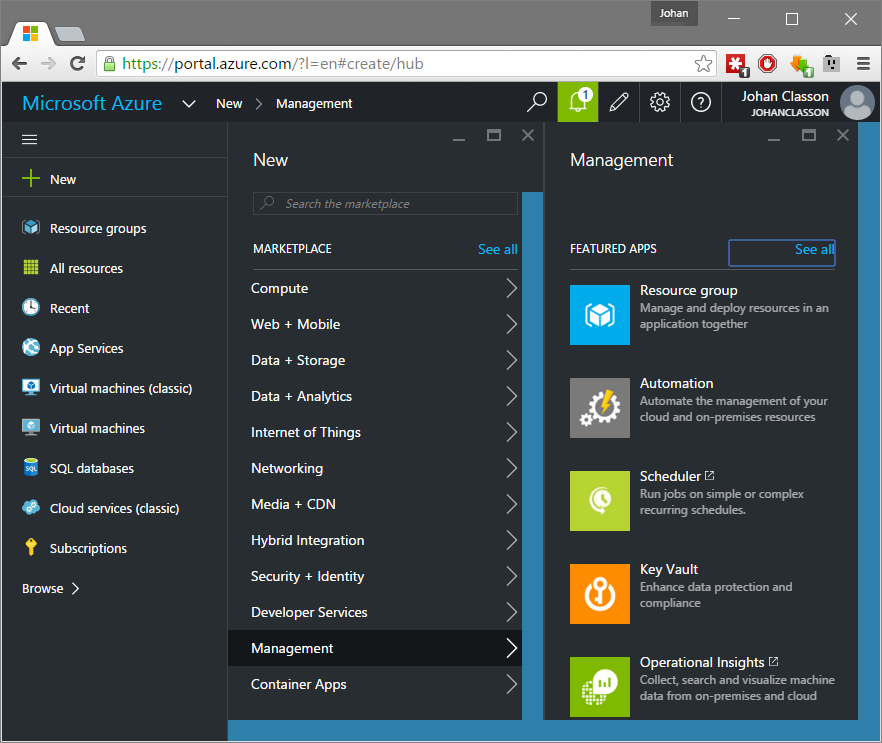 Johan
https://portal.azure.com/?l=en#create/hub
1
1
Microsoft Azure
New
Management
1
Johan Classon
JOHANCLASSON
New
Resource groups
All resources
Recent
App Services
Virtual machines (classic)
Virtual machines
SQL
SQL databases
Cloud services (classic)
Subscriptions
Browse
New
Search the marketplace
MARKETPLACE
See all
Compute
Web + Mobile
Data + Storage
Data + Analytics
Internet of Things
Networking
Media + CDN
Hybrid Integration
Security + Identity
Developer Services
Management
Container Apps
Management
FEATURED APPS
See all
Resource group
Manage and deploy resources in an
application together
Automation
Automate the management of your
cloud and on-premises resources
Scheduler
Run jobs on simple or complex
recurring schedules.
Key Vault
Enhance data protection and
compliance
Operational Insights
Collect, search and visualize machine
data from on-premises and cloud